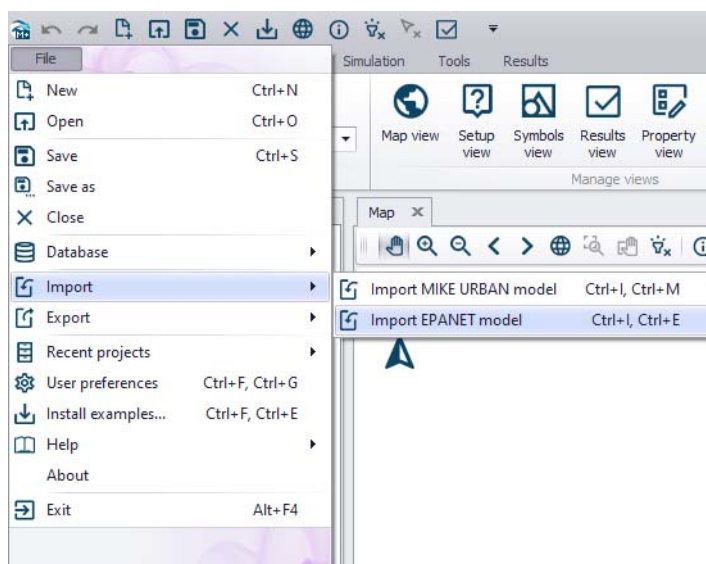 File
Simulation Tools Results
New Ctrl+N
Open Ctrl+O
Save Ctrl+S
Save as
Close
Database
Import
Export
Recent projects
User preferences Ctrl+F, Ctrl+G
Install examples... Ctrl+F, Ctrl+E
Help
About
Exit Alt+F4
Map view
Setup view
Symbols view
Results view
Property view
Manage views
Map
Import MIKE URBAN model Ctrl+I, Ctrl+M
Import EPANET model Ctrl+I, Ctrl+E